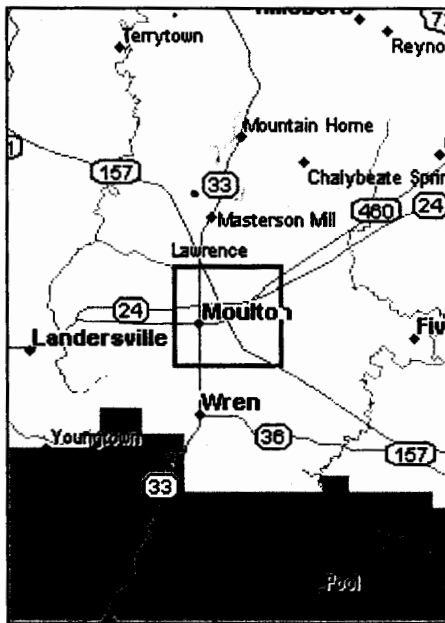 Terrytown
Reyno
Mountain Home
157
33
Chalybeate Sprin
460
24
Masterson Mill
Lawrence
24
Moulton
Landersville
Fiv
Wren
Youngtown
36
157
33
Pool